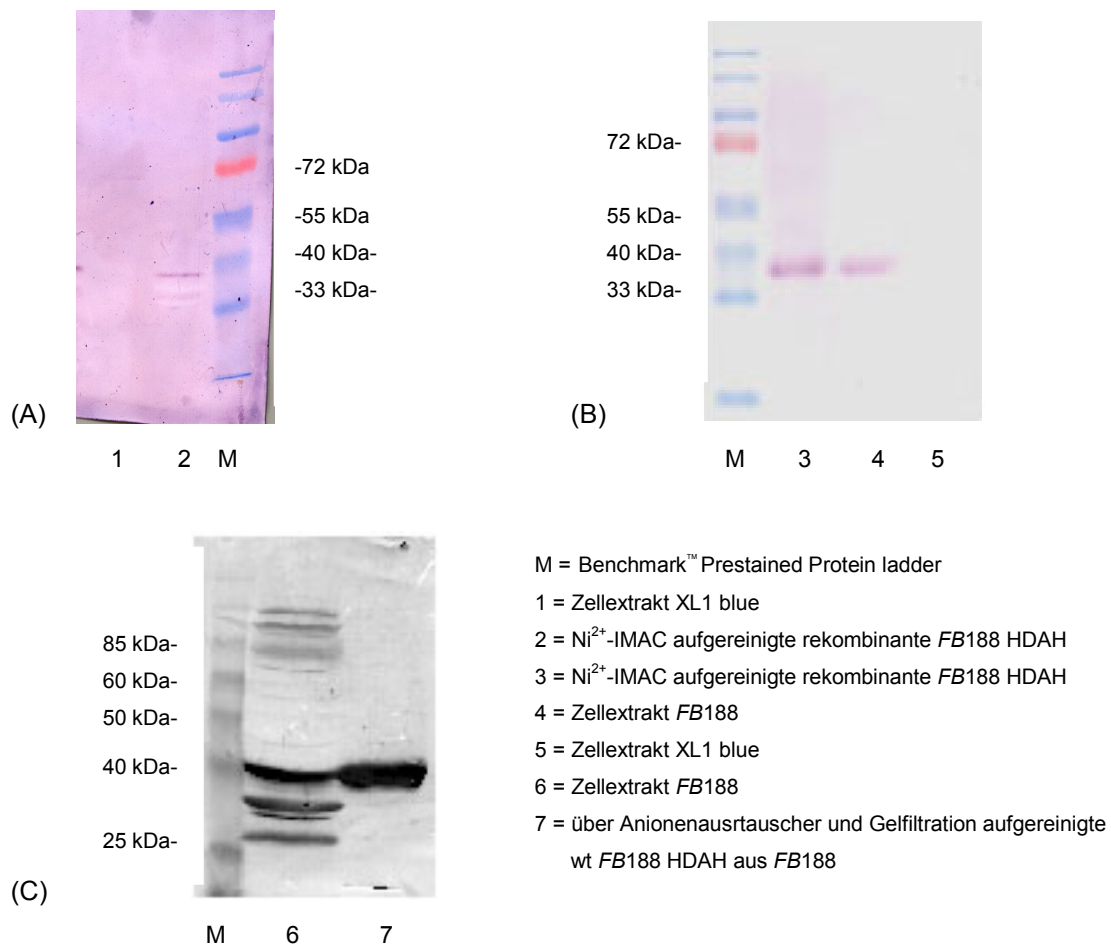 -72 kDa
-55 kDa
-40 kDa-
-33 kDa-
(A)
1 2 M
72 kDa-
55 kDa-
40 kDa-
33 kDa-
(B)
M 3 4 5
85 kDa-
60 kDa-
50 kDa-
40 kDa-
25 kDa-
(C)
M 6 7
M = Benchmark™ Prestained Protein ladder
1 = Zellextrakt XL1 blue
2 = Ni²⁺-IMAC aufgereinigte rekombinante FB188 HDAH
3 = Ni²⁺-IMAC aufgereinigte rekombinante FB188 HDAH
4 = Zellextrakt FB188
5 = Zellextrakt XL1 blue
6 = Zellextrakt FB188
7 = über Anionenausrtauscher und Gelfiltration aufgereinigte
wt FB188 HDAH aus FB188